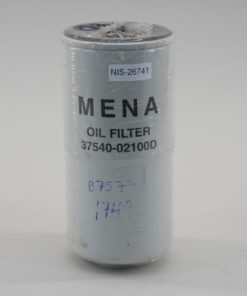 NIS-26741
MENA
OIL FILTER
37540-02100D